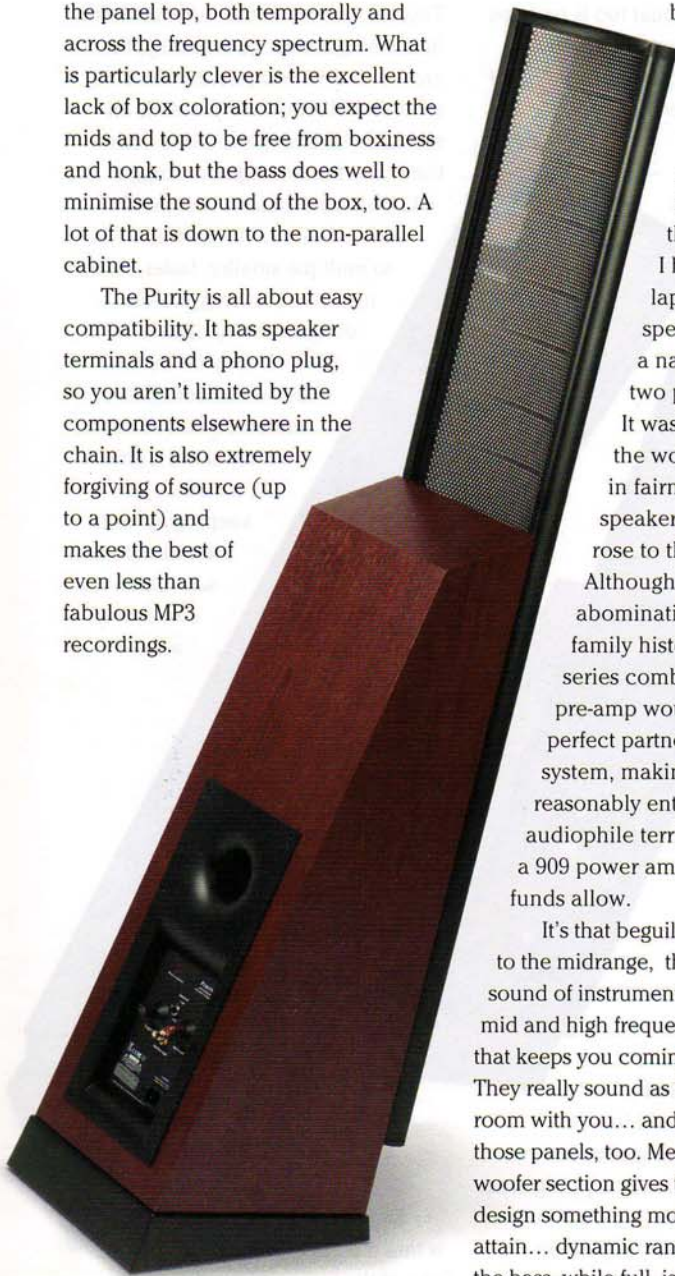 the panel top, both temporally and
across the frequency spectrum. What
is particularly clever is the excellent
lack of box coloration; you expect the
mids and top to be free from boxiness
and honk, but the bass does well to
minimise the sound of the box, too. A
lot of that is down to the non-parallel
cabinet.
The Purity is all about easy
compatibility. It has speaker
terminals and a phono plug,
so you aren't limited by the
components elsewhere in the
chain. It is also extremely
forgiving of source (up
to a point) and
makes the best of
even less than
fabulous MP3
recordings.
b
th
I h
lap
spe
a na
two p
It was
the wo
in fairn
speaker
rose to th
Although
abominati
family histo
series comb
pre-amp wou
perfect partne
system, makin
reasonably ent
audiophile terr
a 909 power am
funds allow.
It's that beguil
to the midrange, th
sound of instrumen
mid and high freque
that keeps you comin
They really sound as
room with you… and
those panels, too. Me
woofer section gives t
design something mo
attain… dynamic ran